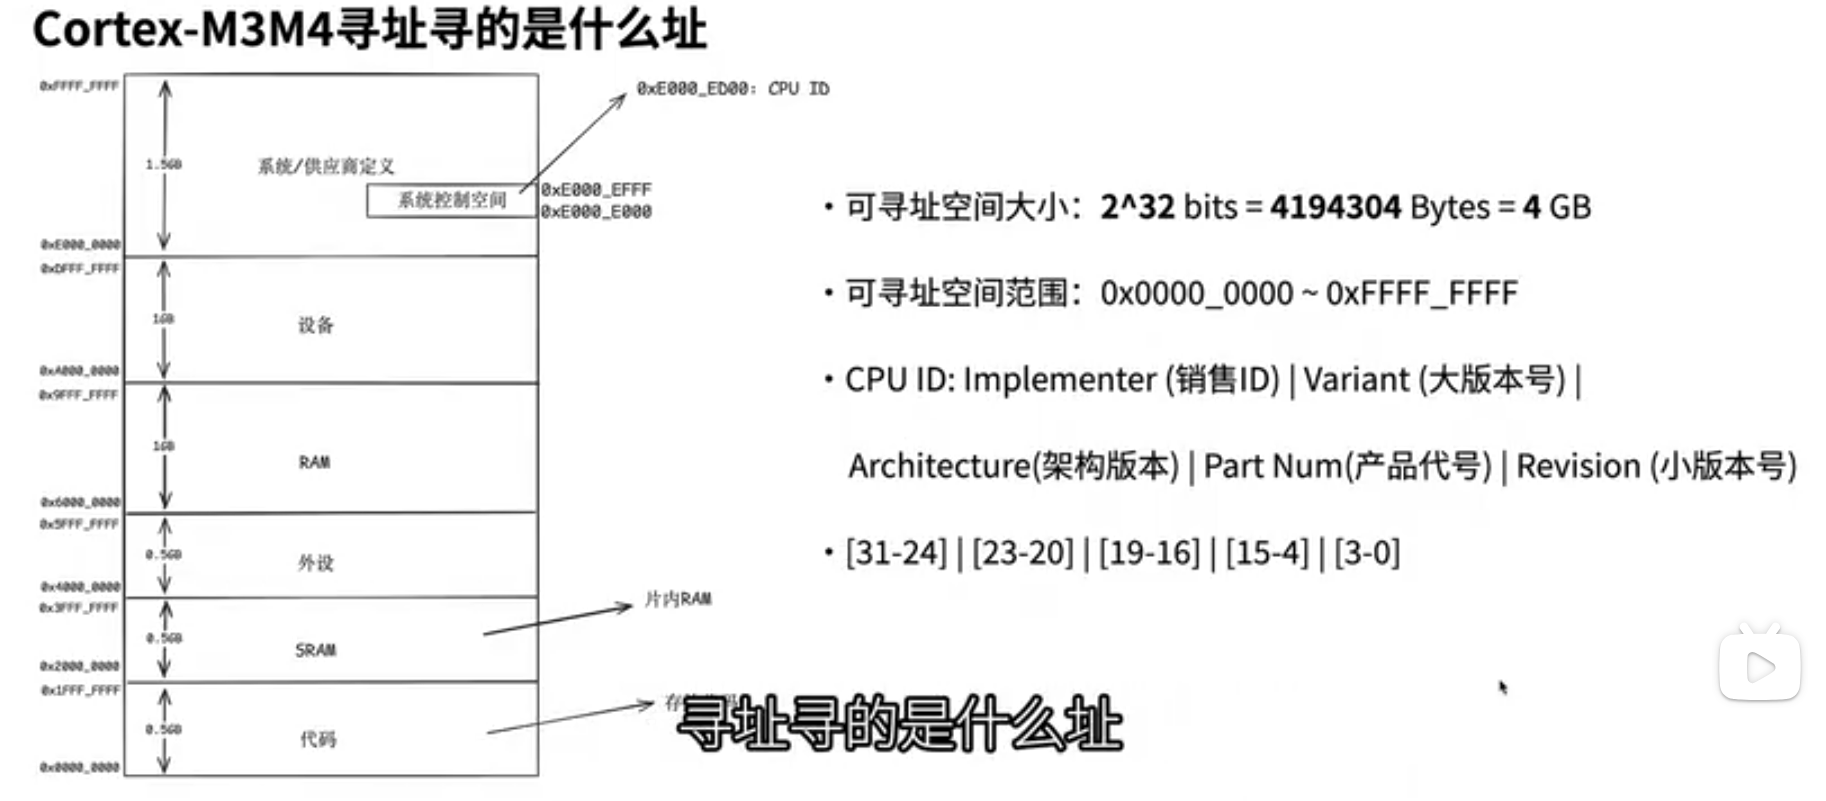 Cortex-M3M4寻址寻的是什么址
0xFFFF_FFFF
0xE000_ED00: CPU ID
1.5GB
系统/供应商定义
系统控制空间
0xE000_EFFF
0xE000_E000
0xE000_0000
0xDFFF_FFFF
1GB
设备
0xA000_0000
0x9FFF_FFFF
1GB
RAM
0x6000_0000
0x5FFF_FFFF
0.5GB
外设
0x4000_0000
0x3FFF_FFFF
片内RAM
0.5GB
SRAM
0x2000_0000
0x1FFF_FFFF
0.5GB
代码
0x0000_0000
·可寻址空间大小：2^32 bits = 4194304 Bytes = 4 GB
·可寻址空间范围：0x0000_0000 ~ 0xFFFF_FFFF
·CPU ID: Implementer (销售ID) | Variant (大版本号) |
Architecture(架构版本) | Part Num(产品代号) | Revision (小版本号)
·[31-24] | [23-20] | [19-16] | [15-4] | [3-0]
寻址寻的是什么址